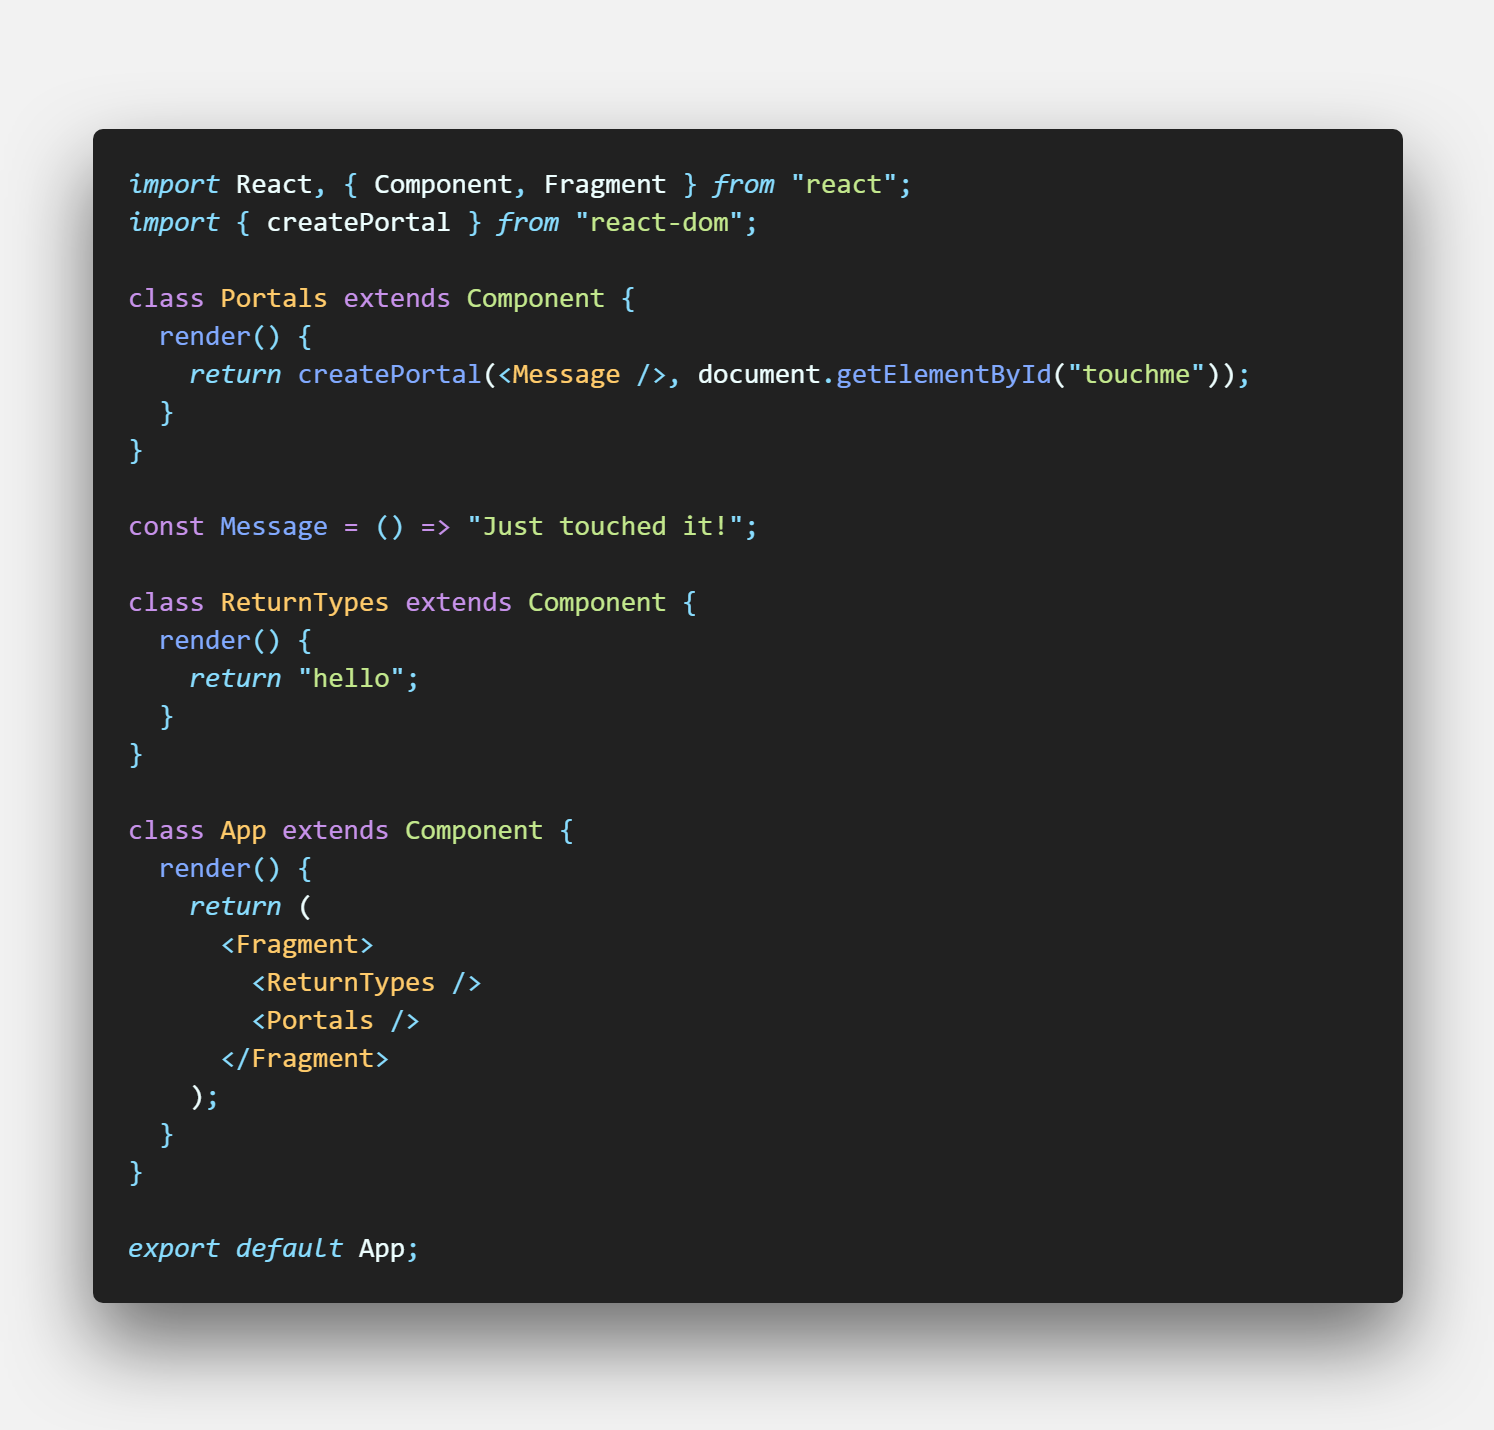 import React, { Component, Fragment } from "react";
import { createPortal } from "react-dom";

class Portals extends Component {
  render() {
    return createPortal(<Message />, document.getElementById("touchme"));
  }
}

const Message = () => "Just touched it!";

class ReturnTypes extends Component {
  render() {
    return "hello";
  }
}

class App extends Component {
  render() {
    return (
      <Fragment>
        <ReturnTypes />
        <Portals />
      </Fragment>
    );
  }
}

export default App;